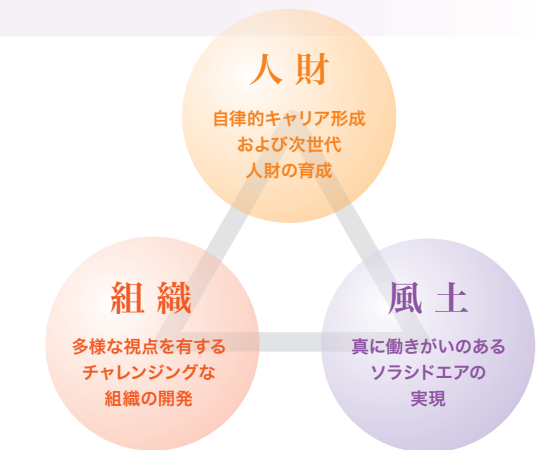 人財
自律的キャリア形成
および次世代
人財の育成
組織
多様な視点を有する
チャレンジングな
組織の開発
風土
真に働きがいのある
ソラシドエアの
実現